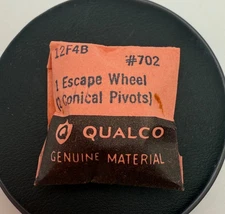 12F4B
#702
1 Escape Wheel
(Conical Pivots)
QUALCO
GENUINE MATERIAL